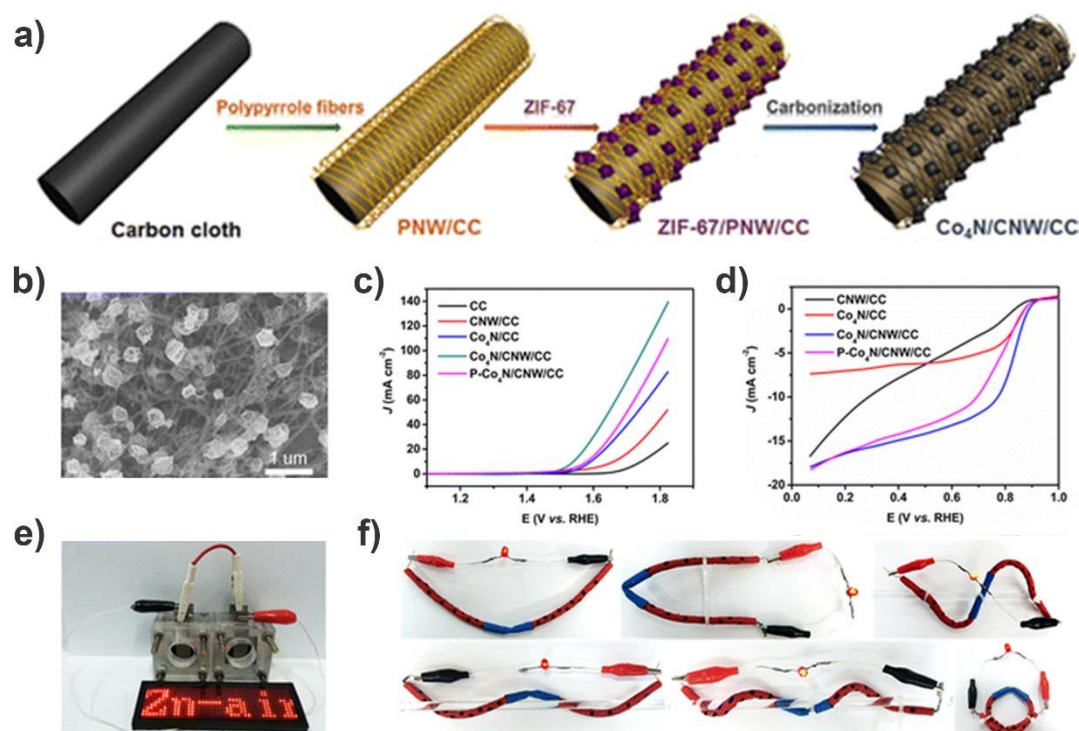 a)
Polypyrrole fibers
ZIF-67
Carbonization
Carbon cloth
PNW/CC
ZIF-67/PNW/CC
Co₄N/CNW/CC
b)
1 um
c)
140
120
100
80
60
40
20
0
J (mA cm⁻²)
CC
CNW/CC
Co₄N/CC
Co₄N/CNW/CC
P-Co₄N/CNW/CC
1.2 1.4 1.6 1.8
E (V vs. RHE)
d)
0
-5
-10
-15
-20
J (mA cm⁻²)
CNW/CC
Co₄N/CC
Co₄N/CNW/CC
P-Co₄N/CNW/CC
0.0 0.2 0.4 0.6 0.8 1.0
E (V vs. RHE)
e)
Zn-air
f)